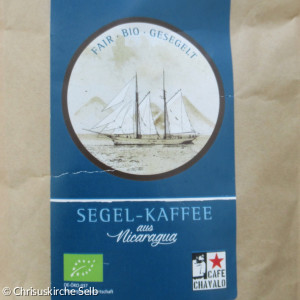 FAIR · BIO · GESEGELT
SEGEL-KAFFEE
aus
Nicaragua
CAFE
CHAVALO
© Chrisuskirche Selb